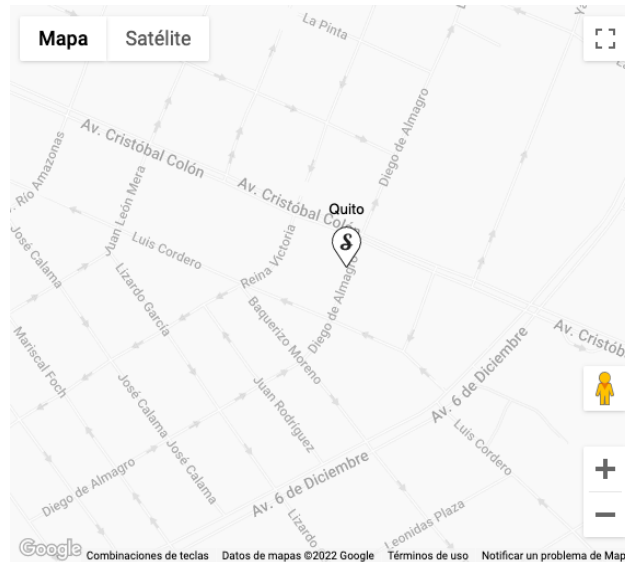 Mapa
Satélite
La Pinta
Av. Cristóbal Colón
Diego de Almagro
Av. Cristóbal Colón
Quito
S
Río Amazonas
Juan León Mera
Reina Victoria
Luis Cordero
José Calama
Lizardo García
Diego de Almagro
Baquerizo Moreno
Av. Cristób
Mariscal Foch
Av. 6 de Diciembre
José Calama
José Calama
Juan Rodríguez
Luis Cordero
Diego de Almagro
Av. 6 de Diciembre
Lizardo
Leonidas Plaza
Google
Combinaciones de teclas
Datos de mapas ©2022 Google
Términos de uso
Notificar un problema de Map